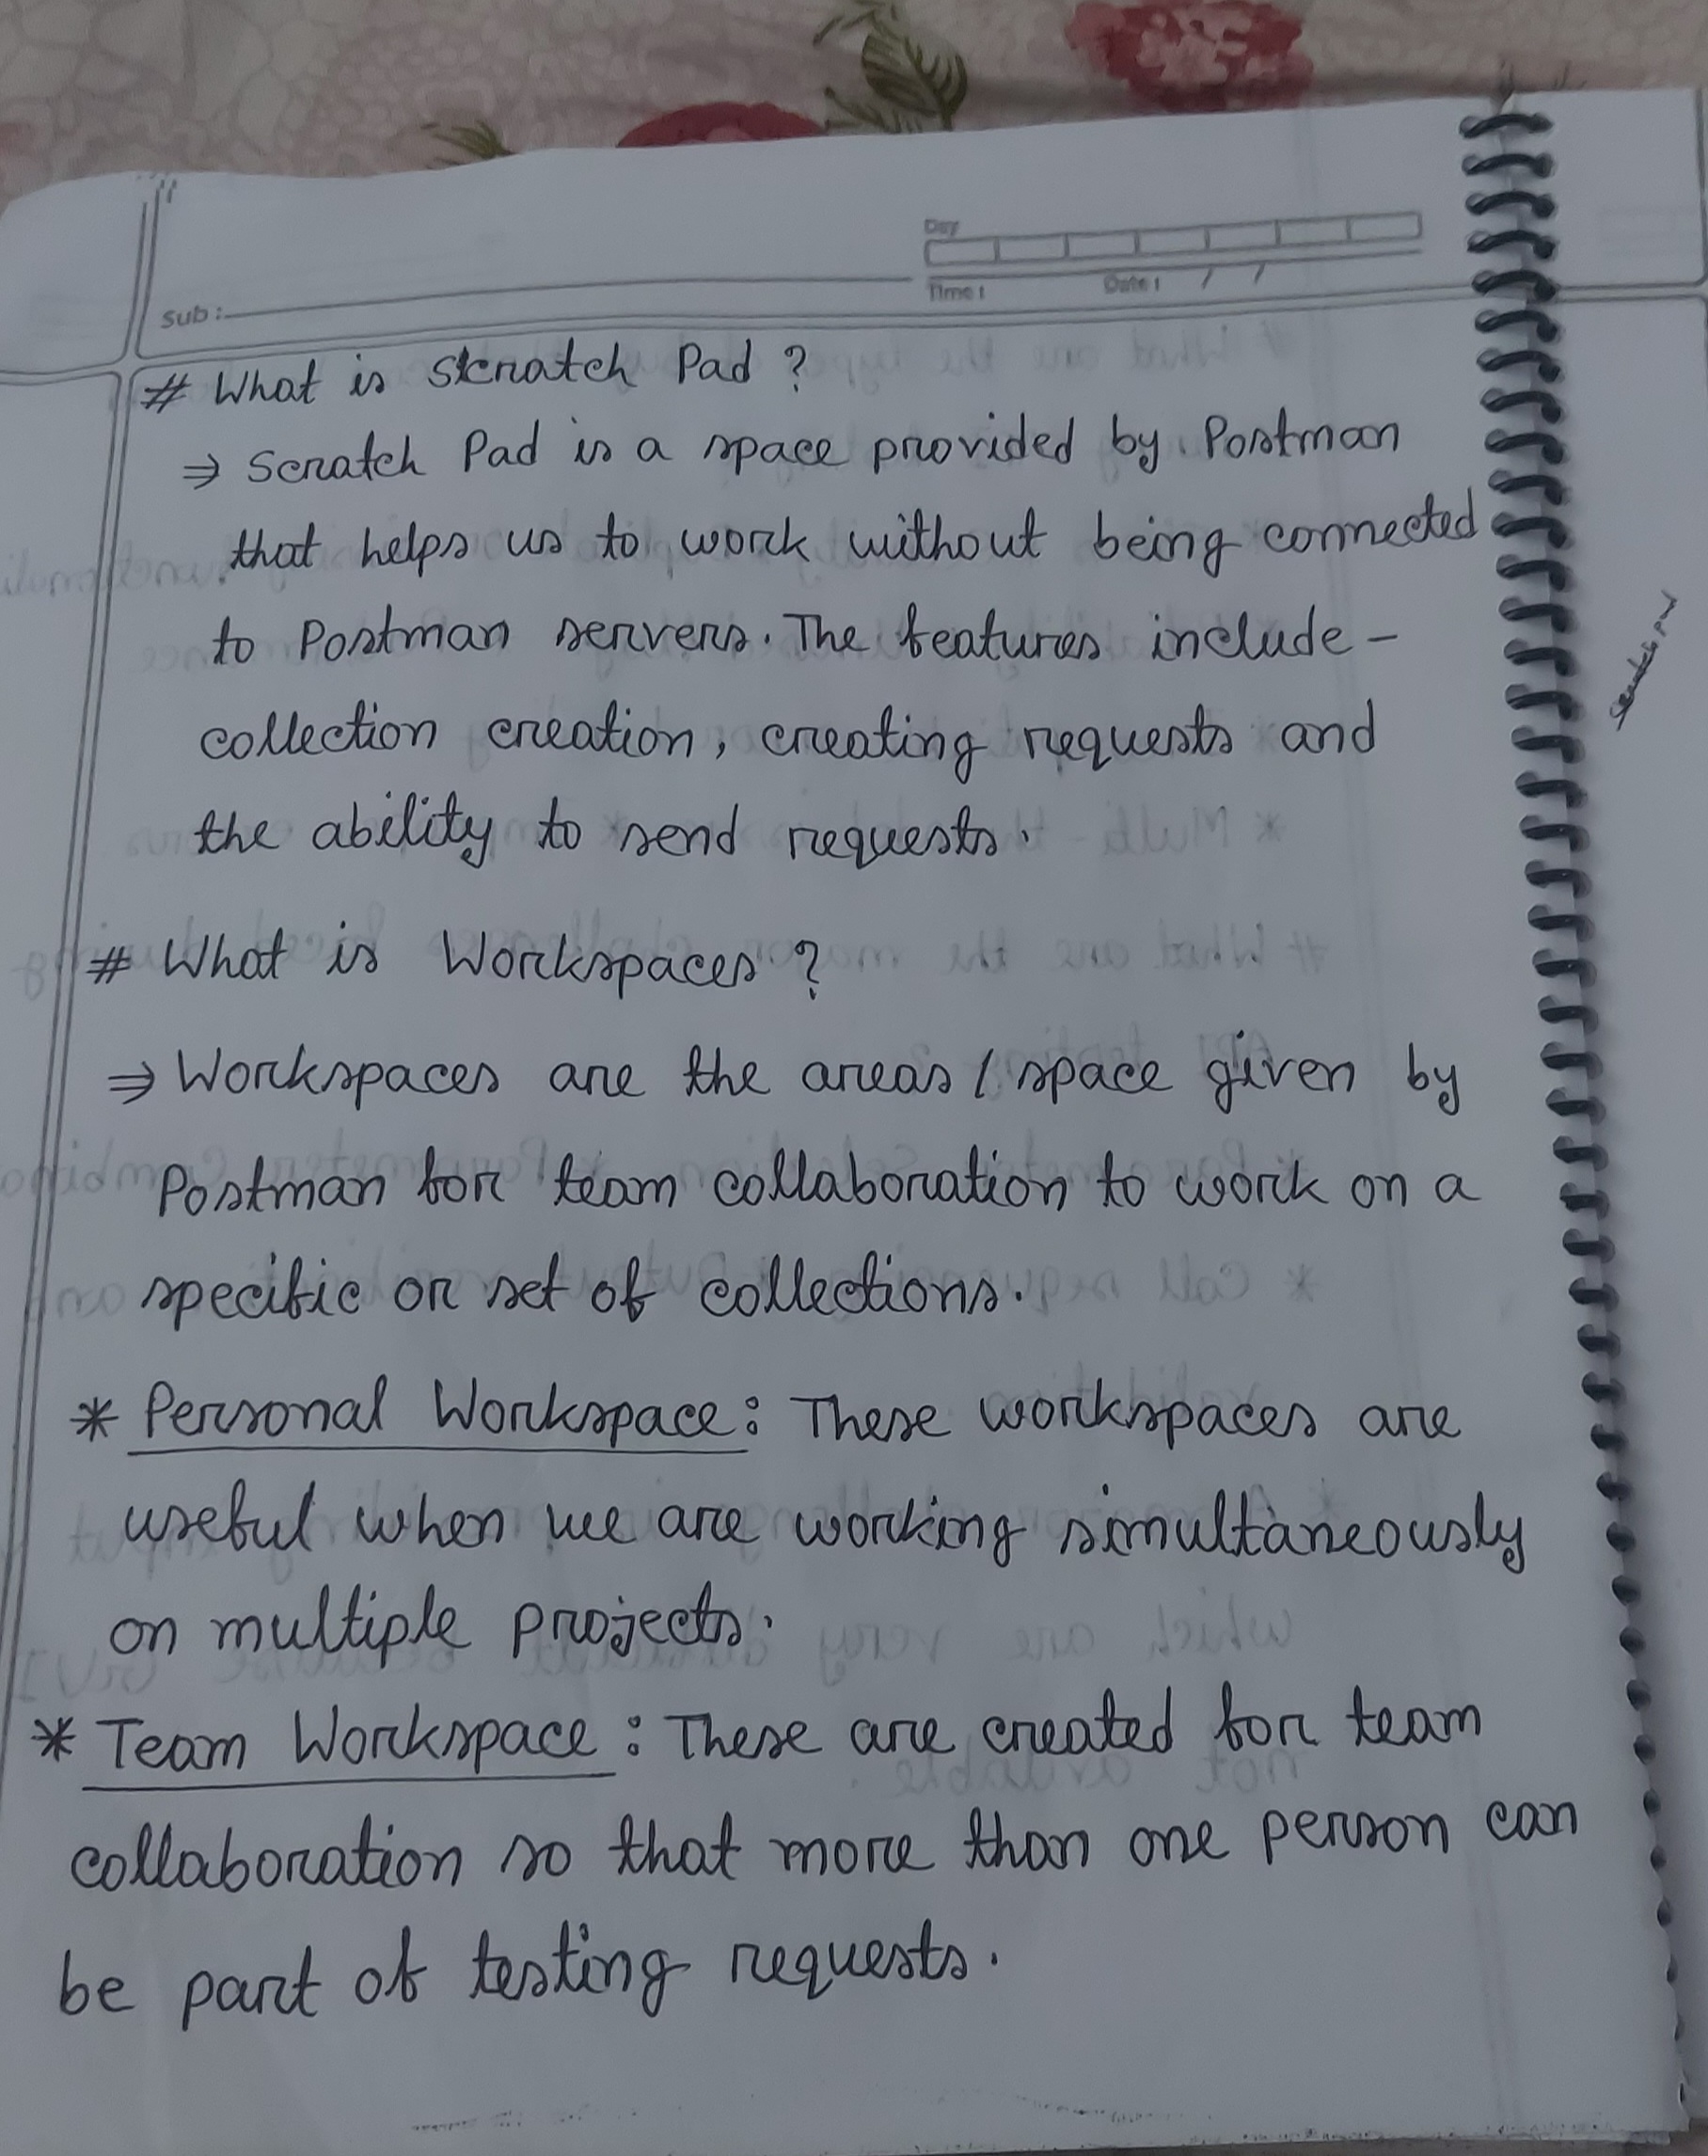 Day
Sub :
Time :
Date : / /
# What is Skratch Pad ?
⇒ Scratch Pad is a space provided by Postman
that helps us to work without being connected
to Postman servers. The features include -
collection creation, creating requests and
the ability to send requests.
# What is Workspaces ?
⇒ Workspaces are the areas / space given by
Postman for team collaboration to work on a
specific or set of collections.
* Personal Workspace : These workspaces are
useful when we are working simultaneously
on multiple projects.
* Team Workspace : These are created for team
collaboration so that more than one person can
be part of testing requests.